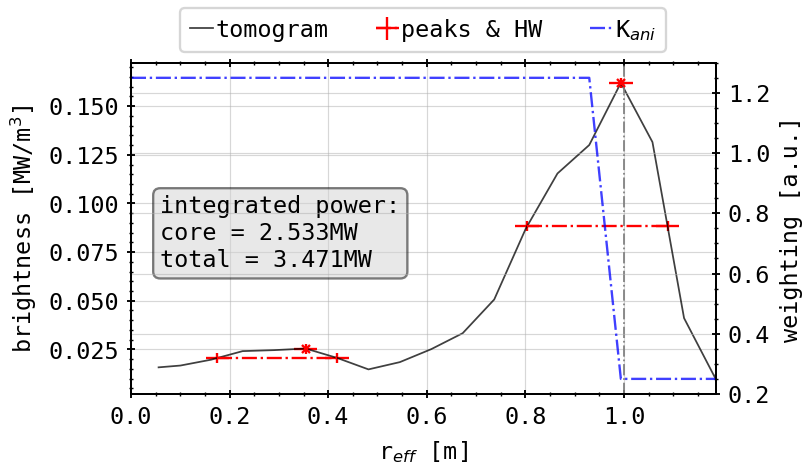 tomogram peaks & HW K_ani
brightness [MW/m³]
0.150
0.125
0.100
0.075
0.050
0.025
integrated power:
core = 2.533MW
total = 3.471MW
1.2
1.0
0.8
0.6
0.4
0.2
weighting [a.u.]
0.0 0.2 0.4 0.6 0.8 1.0
r_eff [m]